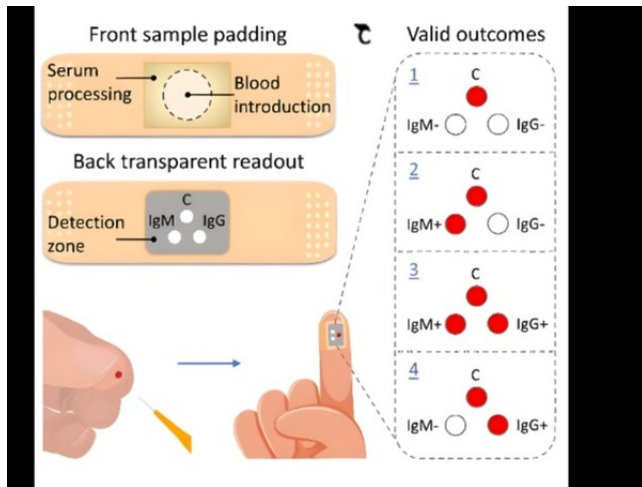 Front sample padding
Serum
processing
Blood
introduction
Back transparent readout
C
IgM
IgG
Detection
zone
Valid outcomes
1
C
IgM-
IgG-
2
C
IgM+
IgG-
3
C
IgM+
IgG+
4
C
IgM-
IgG+